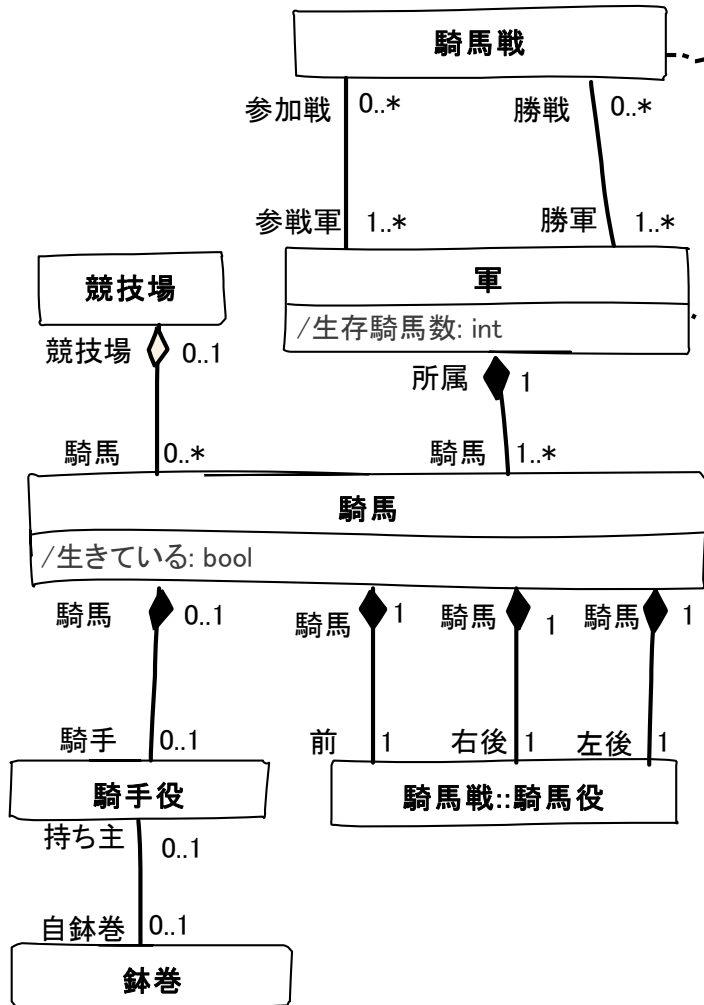 騎馬戦
参加戦 0..* 勝戦 0..*
参戦軍 1..* 勝軍 1..*
競技場
軍
/生存騎馬数: int
競技場 0..1
所属 1
騎馬 0..* 騎馬 1..*
騎馬
/生きている: bool
騎馬 0..1 騎馬 1 騎馬 1 騎馬 1
騎手 0..1 前 1 右後 1 左後 1
騎手役
騎馬戦::騎馬役
持ち主 0..1
自鉢巻 0..1
鉢巻